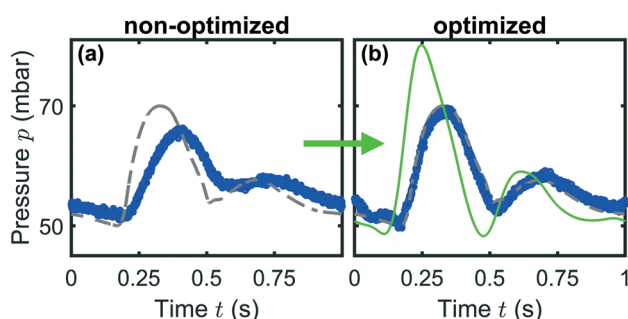 non-optimized
optimized
(a)
(b)
Pressure p (mbar)
70
50
0
0.25
0.5
0.75
0
0.25
0.5
0.75
1
Time t (s)
Time t (s)